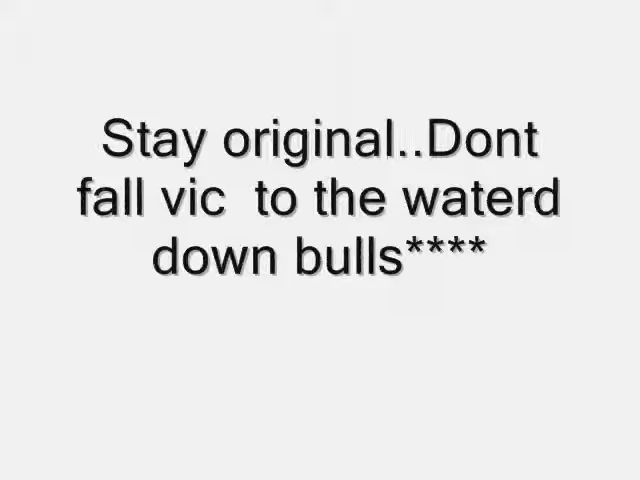 Stay original..Dont
fall vic  to the waterd
down bulls****